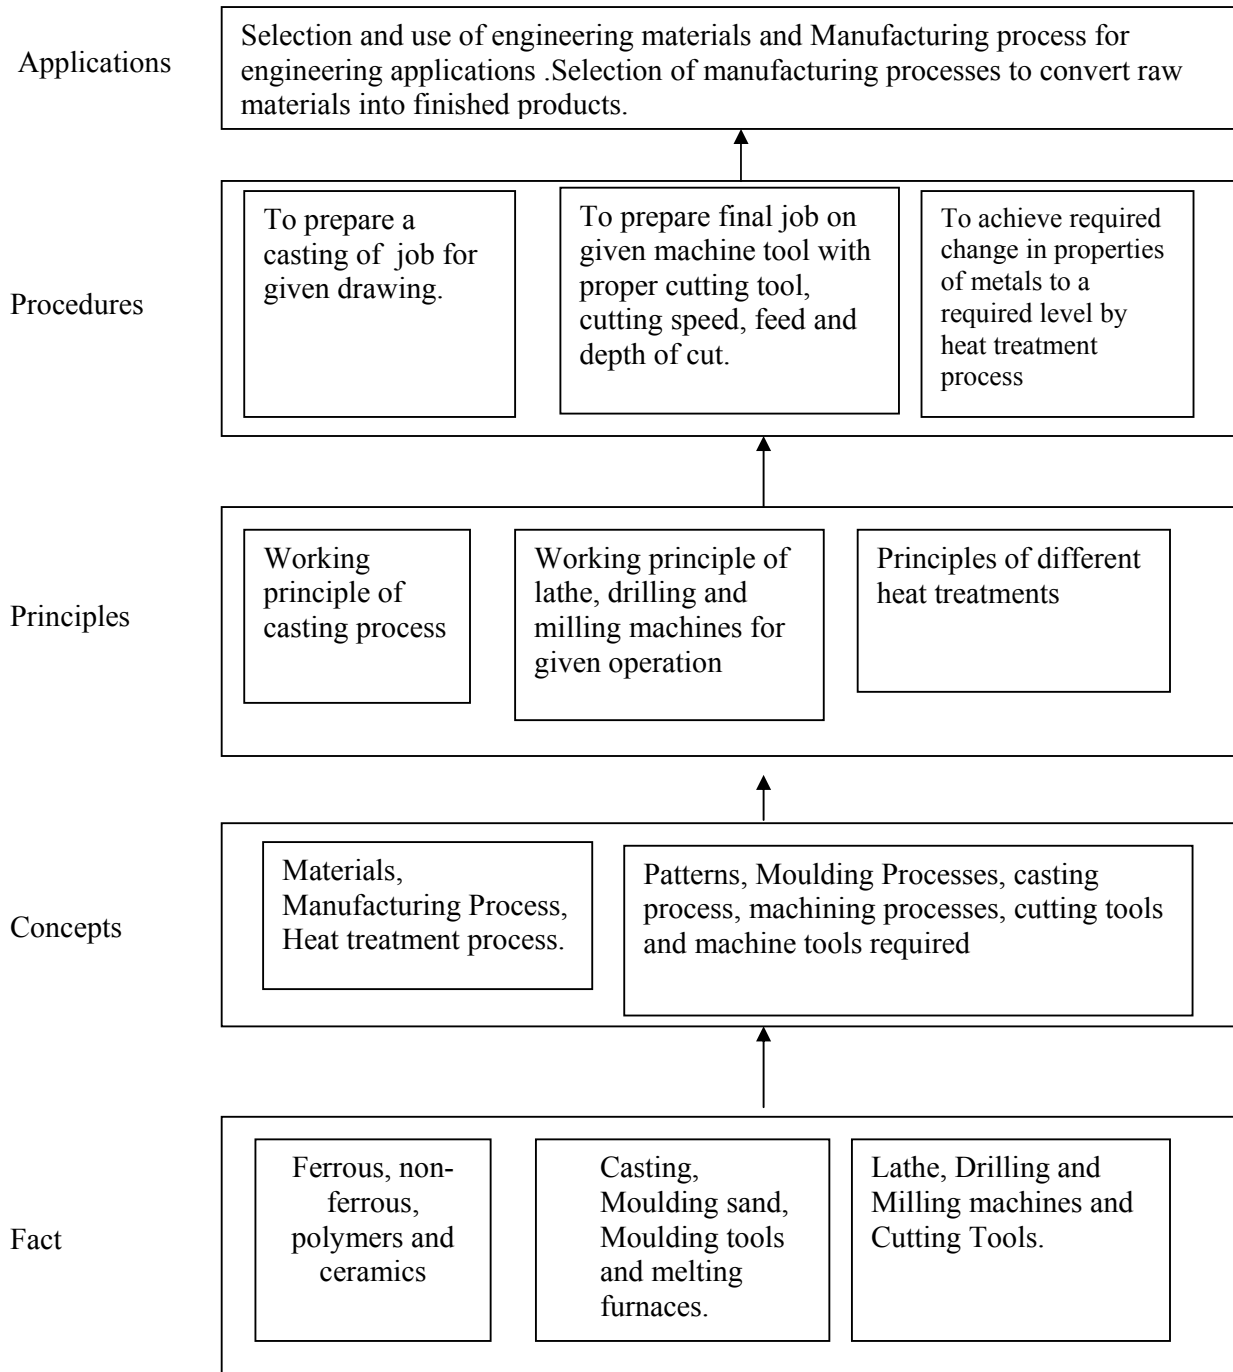 Applications
Selection and use of engineering materials and Manufacturing process for
engineering applications .Selection of manufacturing processes to convert raw
materials into finished products.
Procedures
To prepare a
casting of  job for
given drawing.
To prepare final job on
given machine tool with
proper cutting tool,
cutting speed, feed and
depth of cut.
To achieve required
change in properties
of metals to a
required level by
heat treatment
process
Principles
Working
principle of
casting process
Working principle of
lathe, drilling and
milling machines for
given operation
Principles of different
heat treatments
Concepts
Materials,
Manufacturing Process,
Heat treatment process.
Patterns, Moulding Processes, casting
process, machining processes, cutting tools
and machine tools required
Fact
Ferrous, non-
ferrous,
polymers and
ceramics
Casting,
Moulding sand,
Moulding tools
and melting
furnaces.
Lathe, Drilling and
Milling machines and
Cutting Tools.